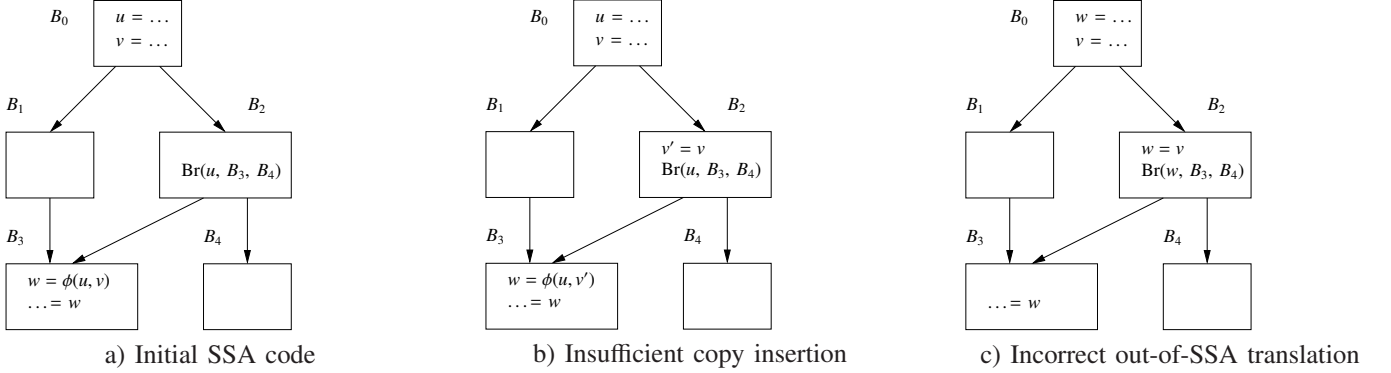 B0
u = …
v = …
B1
B2
Br(u, B3, B4)
B3
B4
w = ϕ(u, v)
… = w
a) Initial SSA code
B0
u = …
v = …
B1
B2
v′ = v
Br(u, B3, B4)
B3
B4
w = ϕ(u, v′)
… = w
b) Insufficient copy insertion
B0
w = …
v = …
B1
B2
w = v
Br(w, B3, B4)
B3
B4
… = w
c) Incorrect out-of-SSA translation